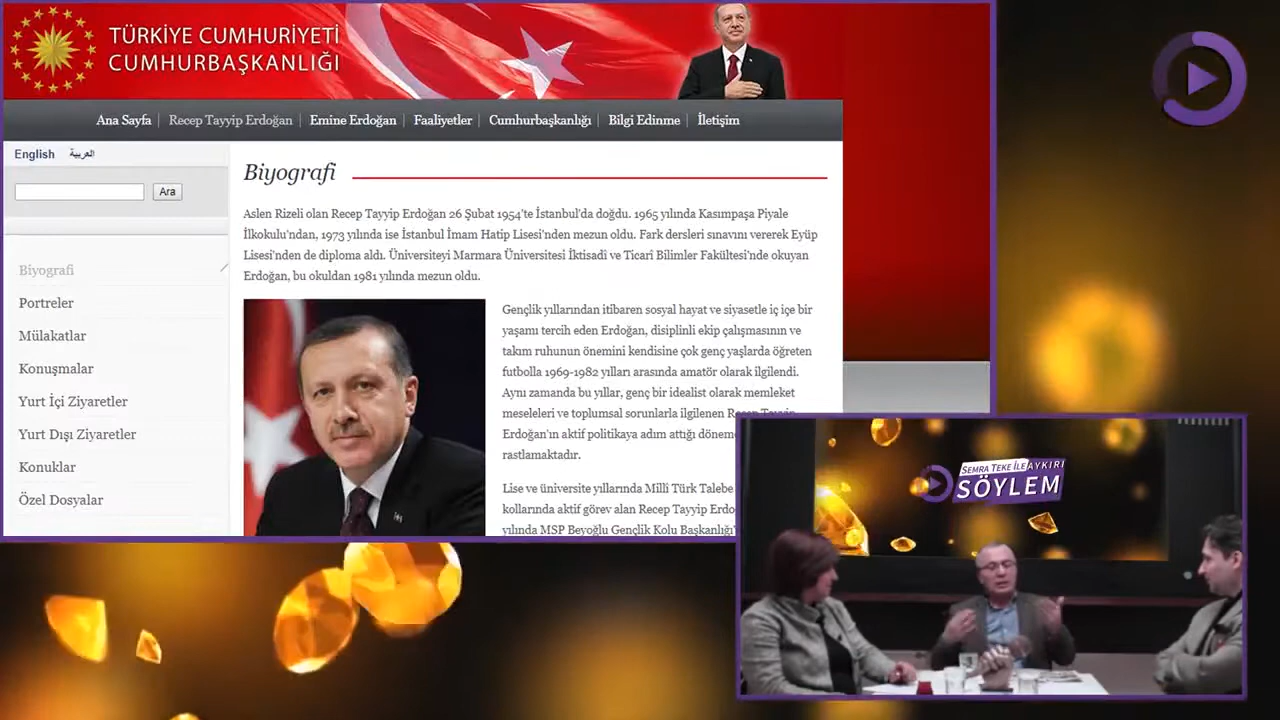 TÜRKİYE CUMHURİYETİ
CUMHURBAŞKANLIĞI
Ana Sayfa | Recep Tayyip Erdoğan | Emine Erdoğan | Faaliyetler | Cumhurbaşkanlığı | Bilgi Edinme | İletişim
English العربية
Ara
Biyografi
Portreler
Mülakatlar
Konuşmalar
Yurt İçi Ziyaretler
Yurt Dışı Ziyaretler
Konuklar
Özel Dosyalar
Biyografi
Aslen Rizeli olan Recep Tayyip Erdoğan 26 Şubat 1954'te İstanbul'da doğdu. 1965 yılında Kasımpaşa Piyale
İlkokulu'ndan, 1973 yılında ise İstanbul İmam Hatip Lisesi'nden mezun oldu. Fark dersleri sınavını vererek Eyüp
Lisesi'nden de diploma aldı. Üniversiteyi Marmara Üniversitesi İktisadi ve Ticarî Bilimler Fakültesi'nde okuyan
Erdoğan, bu okuldan 1981 yılında mezun oldu.
Gençlik yıllarından itibaren sosyal hayat ve siyasetle iç içe bir
yaşamı tercih eden Erdoğan, disiplinli ekip çalışmasının ve
takım ruhunun önemini kendisine çok genç yaşlarda öğreten
futbolla 1969-1982 yılları arasında amatör olarak ilgilendi.
Aynı zamanda bu yıllar, genç bir idealist olarak memleket
meseleleri ve toplumsal sorunlarla ilgilenen Recep Tayyip
Erdoğan'ın aktif politikaya adım attığı döneme
rastlamaktadır.
Lise ve üniversite yıllarında Millî Türk Talebe
kollarında aktif görev alan Recep Tayyip
yılında MSP Beyoğlu Gençlik Kolu Başkanlığı
SEMRA TEKE İLE AYKIRI
SÖYLEM